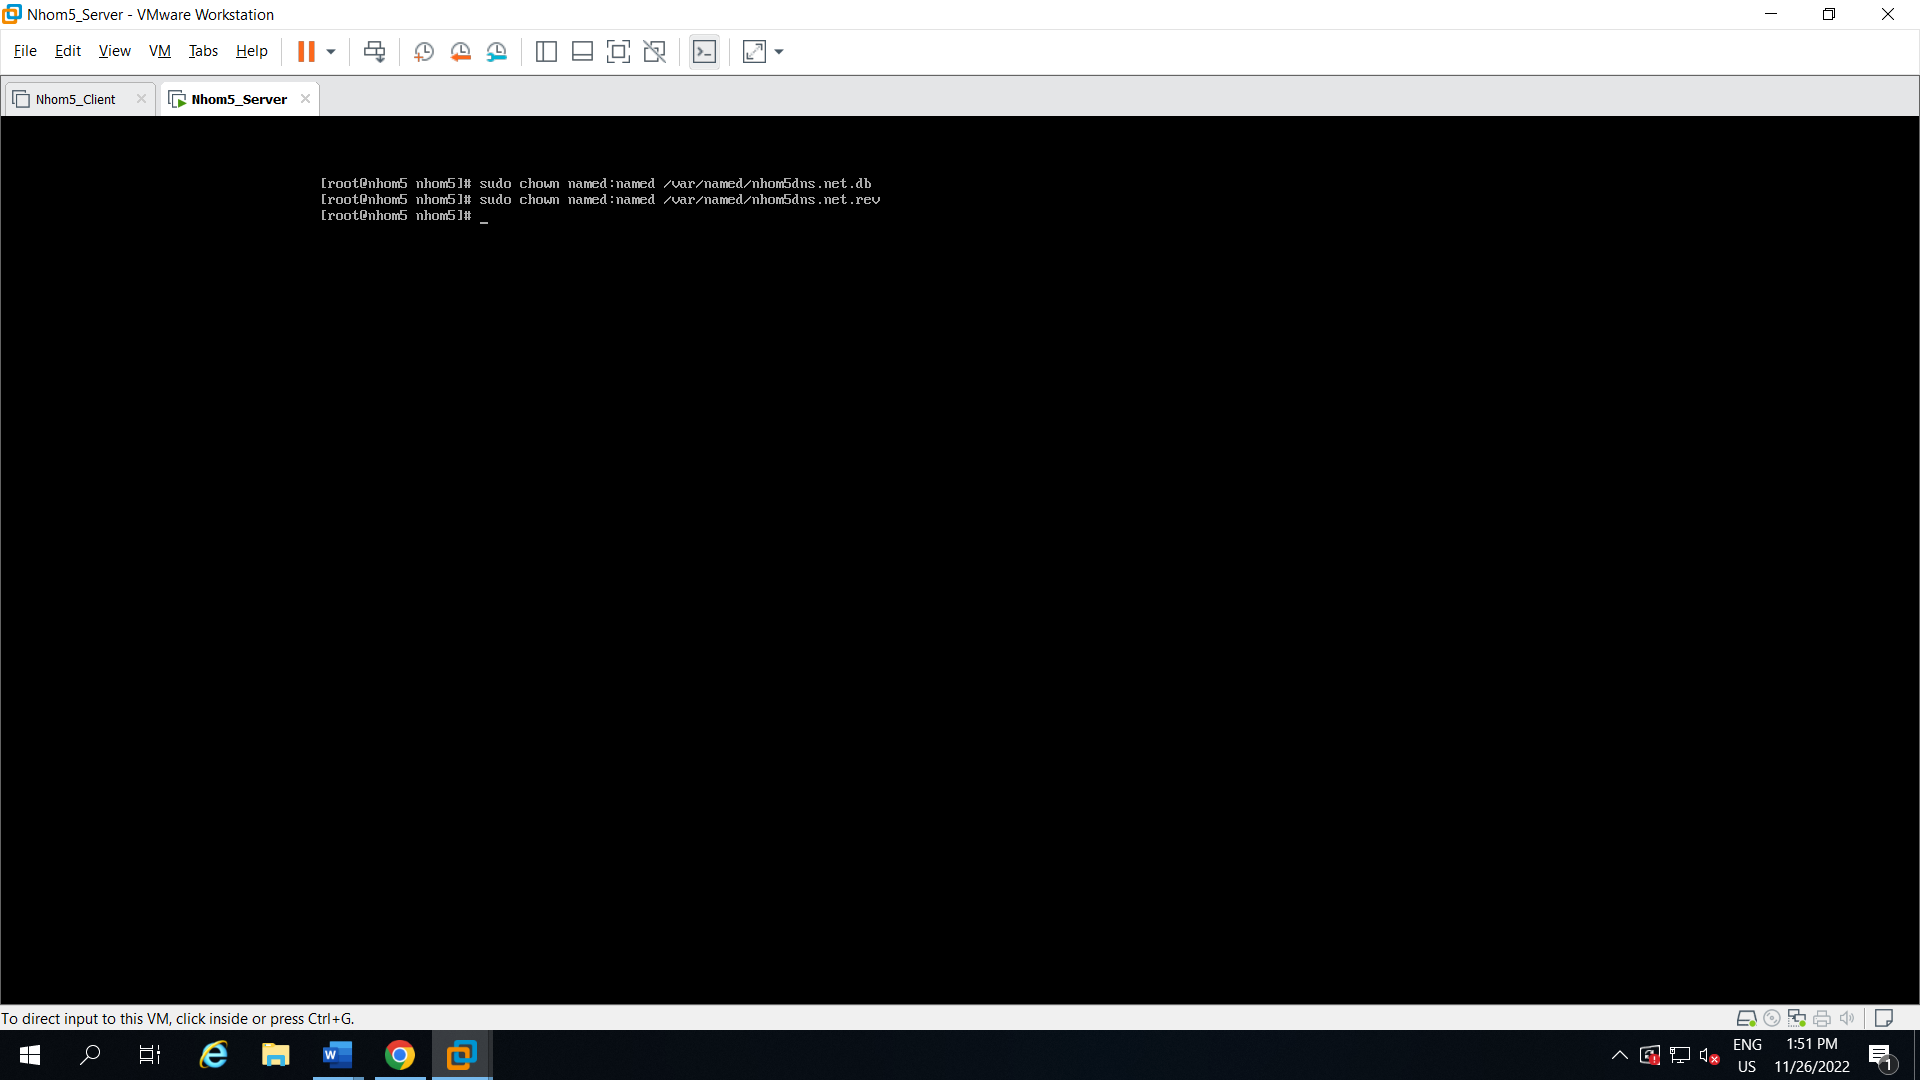 Nhom5_Server - VMware Workstation
File Edit View VM Tabs Help
Nhom5_Client Nhom5_Server
[root@nhom5 nhom5]# sudo chown named:named /var/named/nhom5dns.net.db
[root@nhom5 nhom5]# sudo chown named:named /var/named/nhom5dns.net.rev
[root@nhom5 nhom5]# _
To direct input to this VM, click inside or press Ctrl+G.
ENG 1:51 PM
US 11/26/2022
1